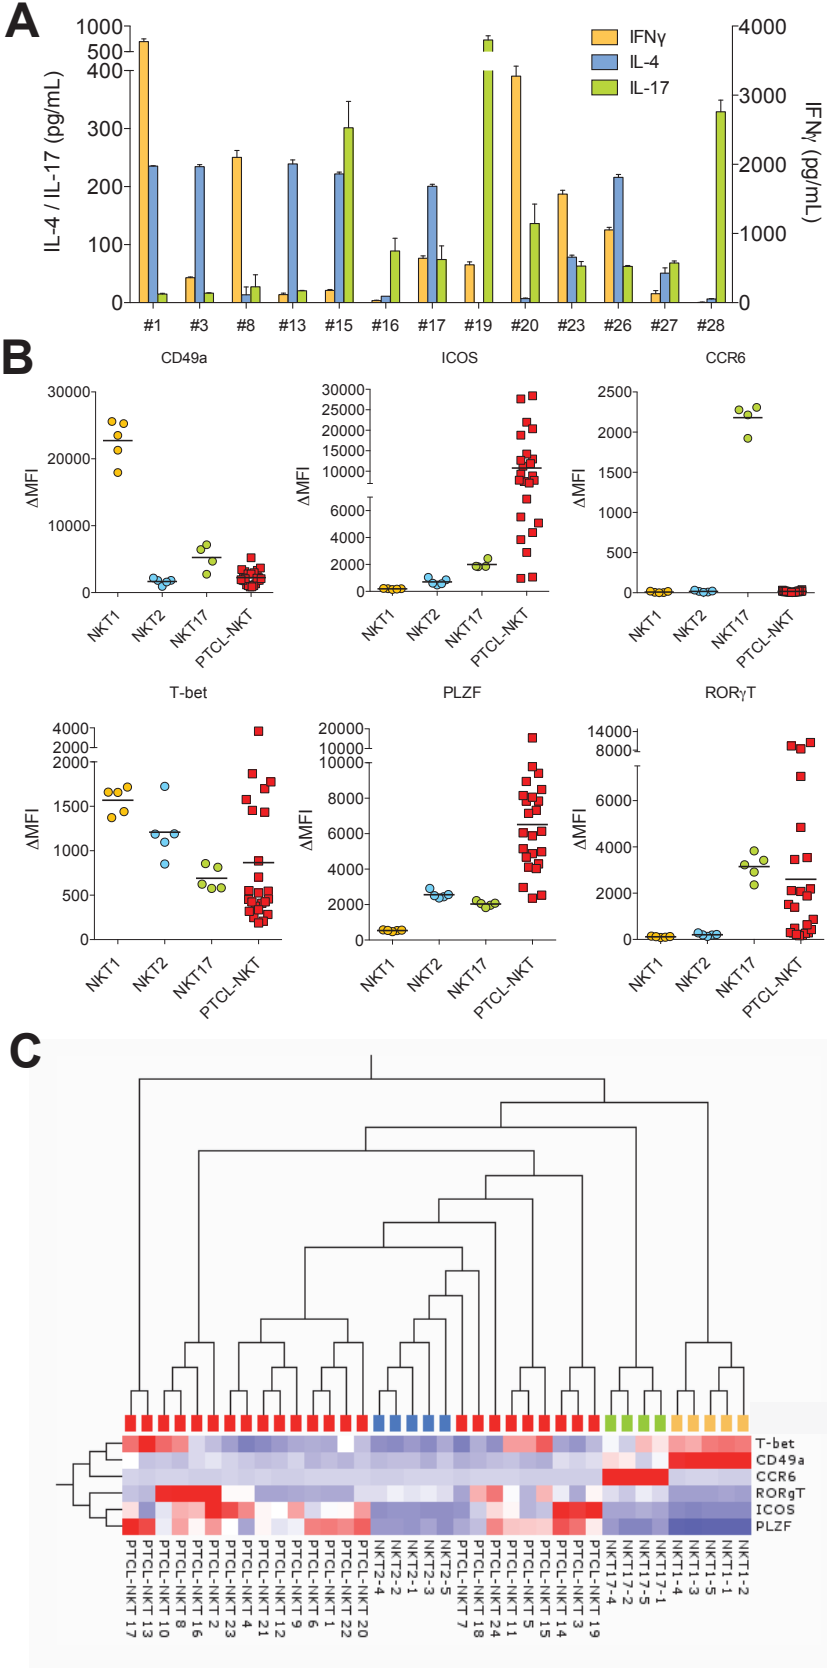 A
1000
500
400
300
200
100
0
IL-4 / IL-17 (pg/mL)
IFNγ
IL-4
IL-17
4000
3000
2000
1000
0
IFNγ (pg/mL)
#1 #3 #8 #13 #15 #16 #17 #19 #20 #23 #26 #27 #28
B
CD49a
30000
20000
10000
0
ΔMFI
NKT1 NKT2 NKT17 PTCL-NKT
ICOS
30000
25000
20000
15000
10000
6000
4000
2000
0
ΔMFI
NKT1 NKT2 NKT17 PTCL-NKT
CCR6
2500
2000
1500
1000
500
0
ΔMFI
NKT1 NKT2 NKT17 PTCL-NKT
T-bet
4000
2000
2000
1500
1000
500
0
ΔMFI
NKT1 NKT2 NKT17 PTCL-NKT
PLZF
20000
10000
10000
8000
6000
4000
2000
0
ΔMFI
NKT1 NKT2 NKT17 PTCL-NKT
RORγT
14000
8000
6000
4000
2000
0
ΔMFI
NKT1 NKT2 NKT17 PTCL-NKT
C
T-bet
CD49a
CCR6
RORgT
ICOS
PLZF
PTCL-NKT 17
PTCL-NKT 13
PTCL-NKT 10
PTCL-NKT 8
PTCL-NKT 16
PTCL-NKT 2
PTCL-NKT 23
PTCL-NKT 4
PTCL-NKT 21
PTCL-NKT 12
PTCL-NKT 9
PTCL-NKT 6
PTCL-NKT 1
PTCL-NKT 22
PTCL-NKT 20
NKT2-4
NKT2-2
NKT2-1
NKT2-3
NKT2-5
PTCL-NKT 7
PTCL-NKT 18
PTCL-NKT 24
PTCL-NKT 11
PTCL-NKT 5
PTCL-NKT 15
PTCL-NKT 14
PTCL-NKT 3
PTCL-NKT 19
NKT17-4
NKT17-2
NKT17-5
NKT17-1
NKT1-4
NKT1-3
NKT1-5
NKT1-1
NKT1-2